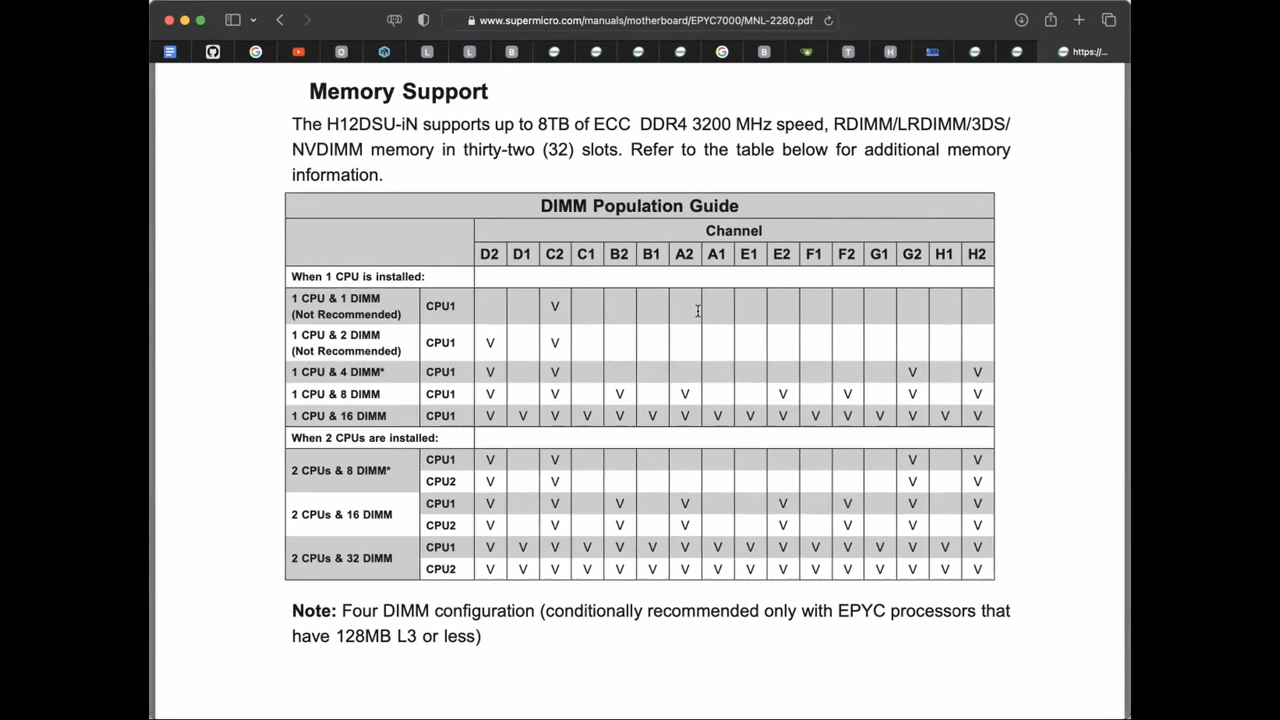 www.supermicro.com/manuals/motherboard/EPYC7000/MNL-2280.pdf
G O L L B G B T H https://...
Memory Support
The H12DSU-iN supports up to 8TB of ECC DDR4 3200 MHz speed, RDIMM/LRDIMM/3DS/
NVDIMM memory in thirty-two (32) slots. Refer to the table below for additional memory
information.
DIMM Population Guide
Channel
D2 D1 C2 C1 B2 B1 A2 A1 E1 E2 F1 F2 G1 G2 H1 H2
When 1 CPU is installed:
1 CPU & 1 DIMM
(Not Recommended) CPU1 V
1 CPU & 2 DIMM
(Not Recommended) CPU1 V V
1 CPU & 4 DIMM* CPU1 V V V V
1 CPU & 8 DIMM CPU1 V V V V V V V V
1 CPU & 16 DIMM CPU1 V V V V V V V V V V V V V V V V
When 2 CPUs are installed:
2 CPUs & 8 DIMM* CPU1 V V V V
CPU2 V V V V
2 CPUs & 16 DIMM CPU1 V V V V V V V V
CPU2 V V V V V V V V
2 CPUs & 32 DIMM CPU1 V V V V V V V V V V V V V V V V
CPU2 V V V V V V V V V V V V V V V V
Note: Four DIMM configuration (conditionally recommended only with EPYC processors that
have 128MB L3 or less)